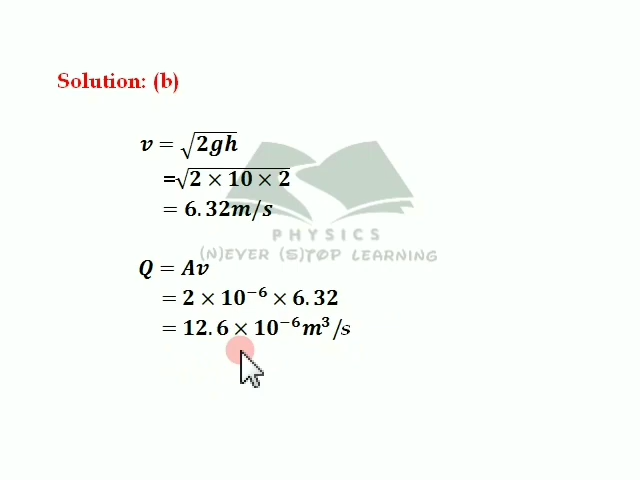 Solution: (b)
v = √2gh
=√2 × 10 × 2
= 6.32m/s
PHYSICS
(N)EVER (S)TOP LEARNING
Q = Av
= 2 × 10⁻⁶ × 6.32
= 12.6 × 10⁻⁶m³/s